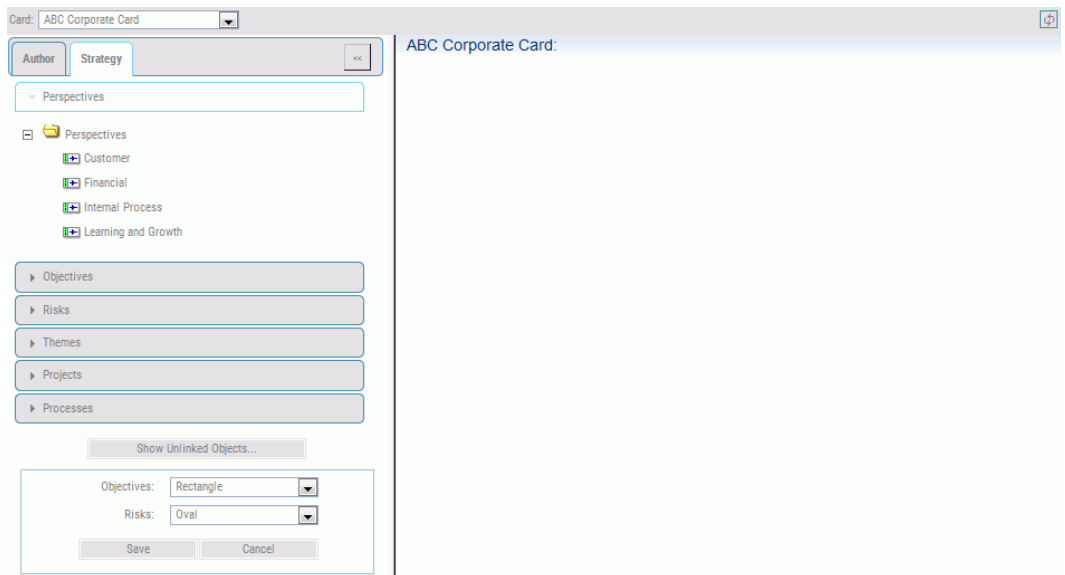 Card: ABC Corporate Card
Author Strategy <<
ABC Corporate Card:
Perspectives
Perspectives
Customer
Financial
Internal Process
Learning and Growth
Objectives
Risks
Themes
Projects
Processes
Show Unlinked Objects...
Objectives: Rectangle
Risks: Oval
Save Cancel